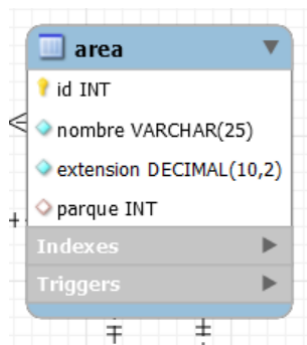 area
id INT
nombre VARCHAR(25)
extension DECIMAL(10,2)
parque INT
Indexes
Triggers